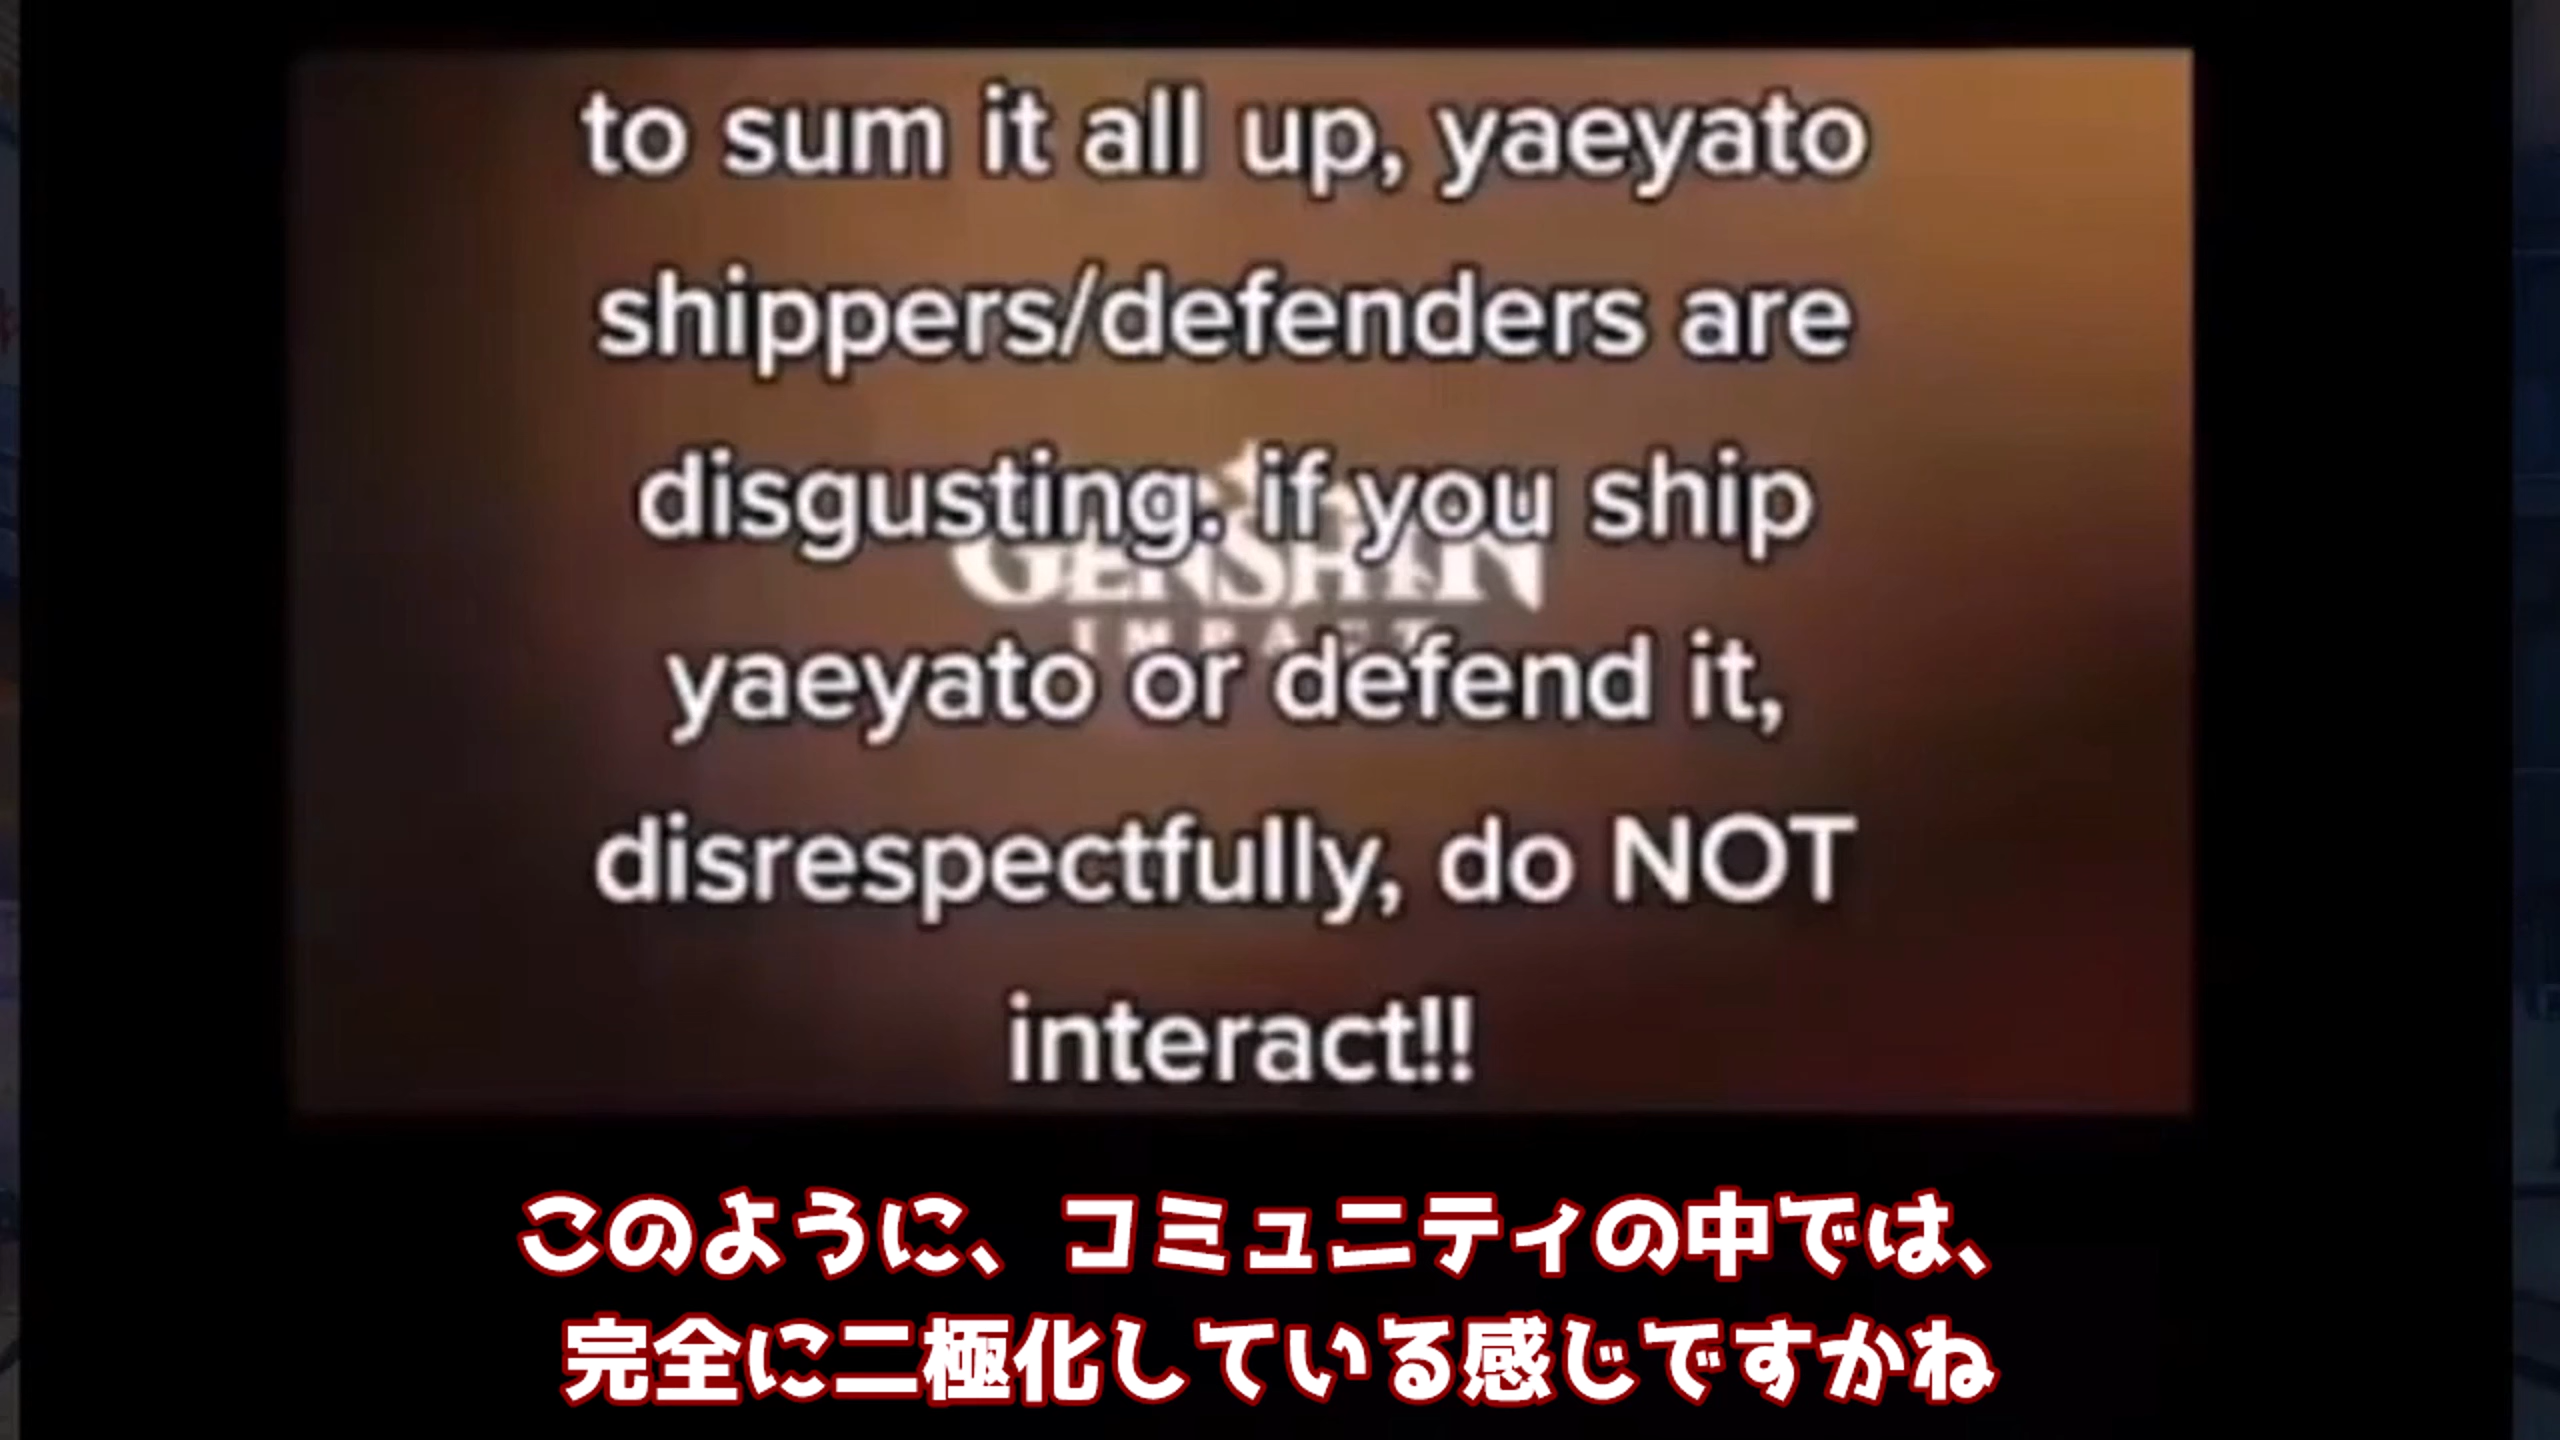 to sum it all up, yaeyato
shippers/defenders are
disgusting. if you ship
GENSHIN
IMPACT
yaeyato or defend it,
disrespectfully, do NOT
interact!!
このように、コミュニティの中では、
完全に二極化している感じですかね